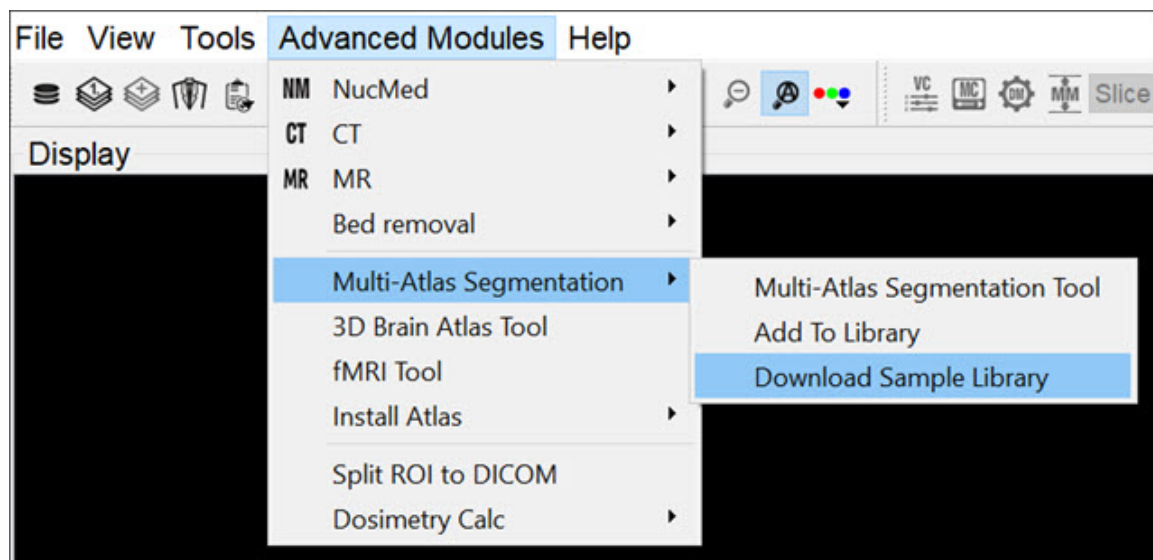 File View Tools Advanced Modules Help
1 + VC MC DM MM Slice
Display
NM NucMed
CT CT
MR MR
Bed removal
Multi-Atlas Segmentation
3D Brain Atlas Tool
fMRI Tool
Install Atlas
Split ROI to DICOM
Dosimetry Calc
Multi-Atlas Segmentation Tool
Add To Library
Download Sample Library